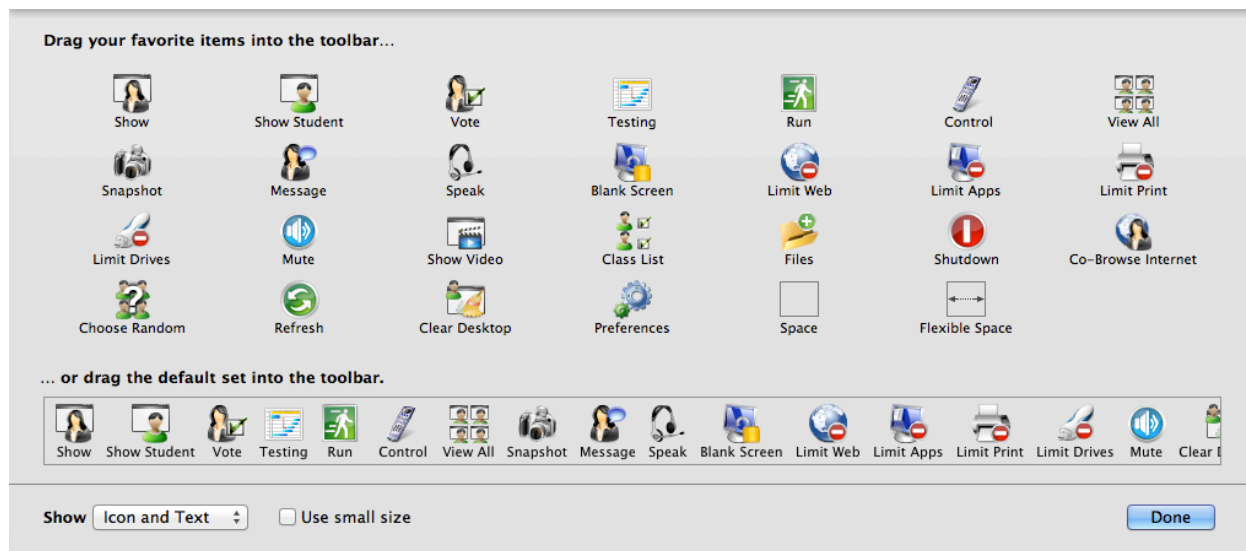 Drag your favorite items into the toolbar...
Show Show Student Vote Testing Run Control View All
Snapshot Message Speak Blank Screen Limit Web Limit Apps Limit Print
Limit Drives Mute Show Video Class List Files Shutdown Co-Browse Internet
Choose Random Refresh Clear Desktop Preferences Space Flexible Space
... or drag the default set into the toolbar.
Show Show Student Vote Testing Run Control View All Snapshot Message Speak Blank Screen Limit Web Limit Apps Limit Print Limit Drives Mute Clear
Show Icon and Text Use small size Done